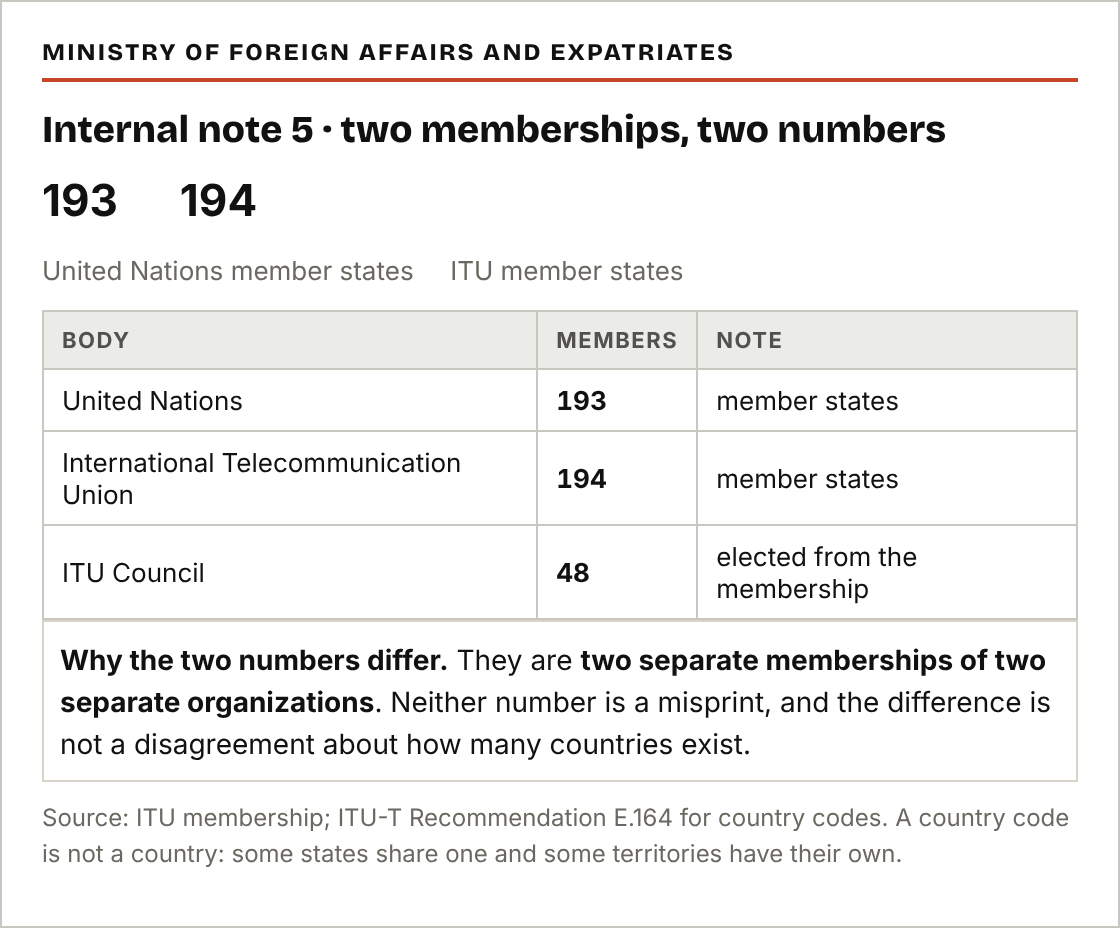 MINISTRY OF FOREIGN AFFAIRS AND EXPATRIATES
Internal note 5 · two memberships, two numbers
193 194
United Nations member states ITU member states
BODY MEMBERS NOTE
United Nations 193 member states
International Telecommunication
Union 194 member states
ITU Council 48 elected from the
membership
Why the two numbers differ. They are two separate memberships of two
separate organizations. Neither number is a misprint, and the difference is
not a disagreement about how many countries exist.
Source: ITU membership; ITU-T Recommendation E.164 for country codes. A country code
is not a country: some states share one and some territories have their own.